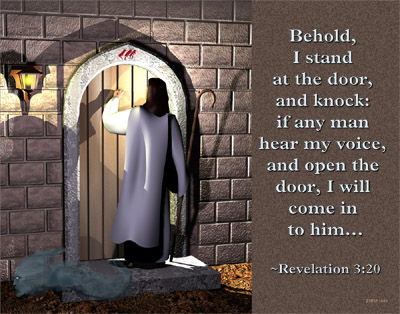 Behold,
I stand
at the door,
and knock:
if any man
hear my voice,
and open the
door, I will
come in
to him...
~Revelation 3:20